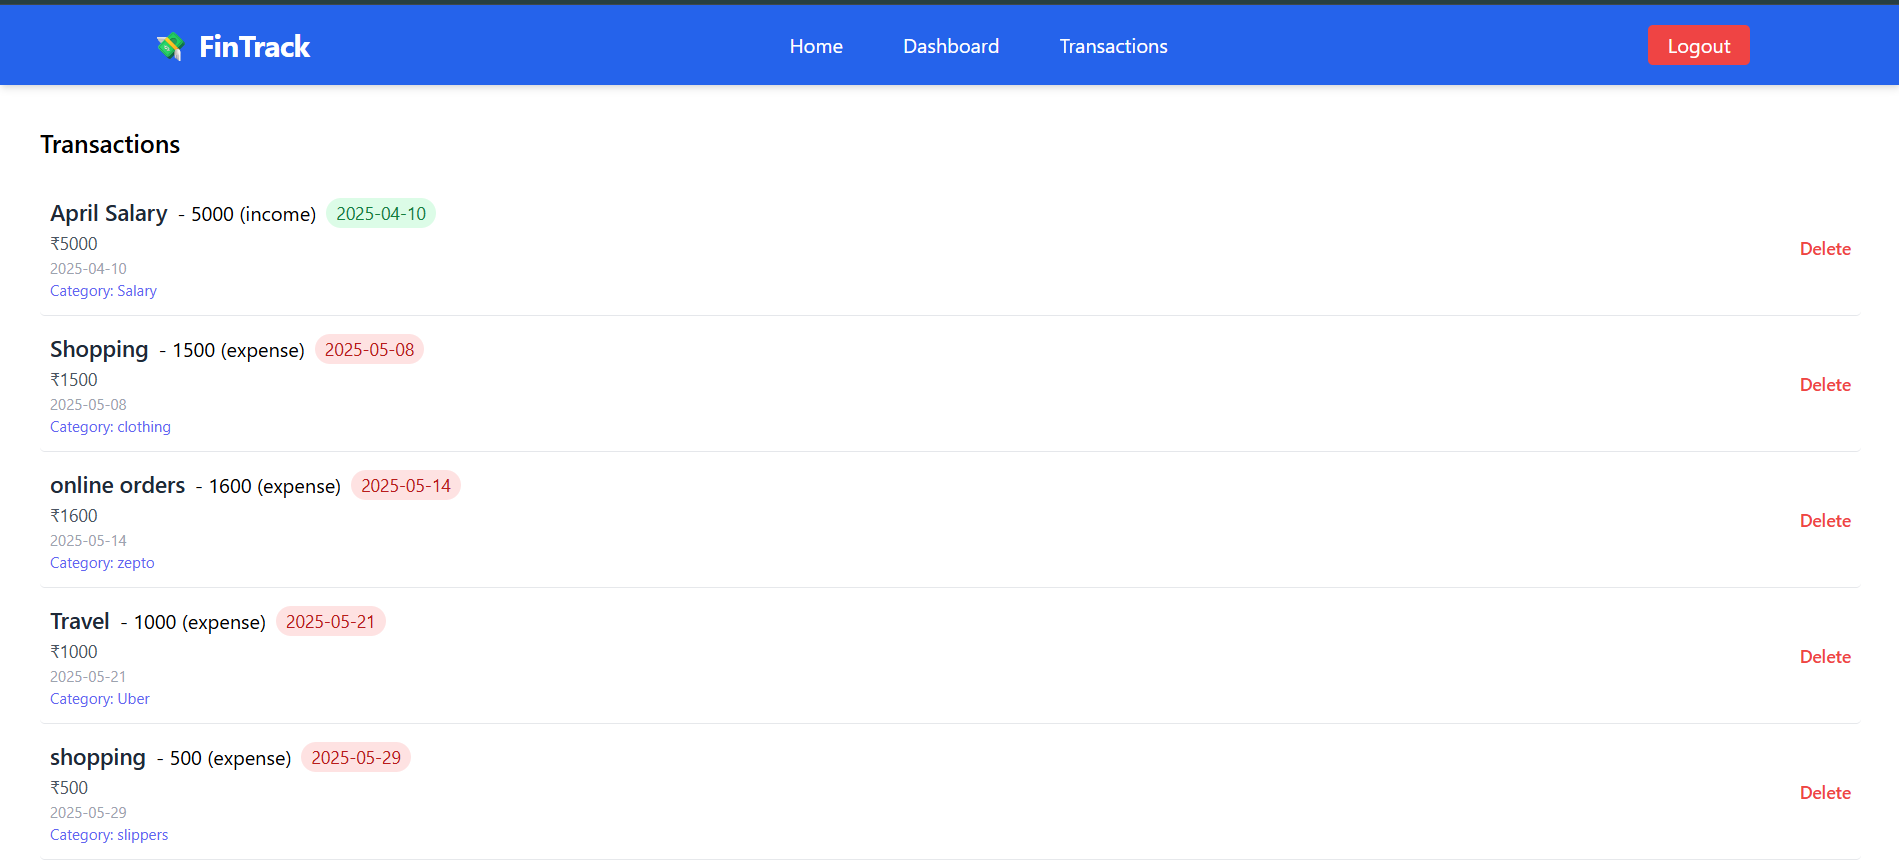 FinTrack Home Dashboard Transactions Logout
Transactions
April Salary - 5000 (income) 2025-04-10
₹5000
Delete
2025-04-10
Category: Salary
Shopping - 1500 (expense) 2025-05-08
₹1500
Delete
2025-05-08
Category: clothing
online orders - 1600 (expense) 2025-05-14
₹1600
Delete
2025-05-14
Category: zepto
Travel - 1000 (expense) 2025-05-21
₹1000
Delete
2025-05-21
Category: Uber
shopping - 500 (expense) 2025-05-29
₹500
Delete
2025-05-29
Category: slippers